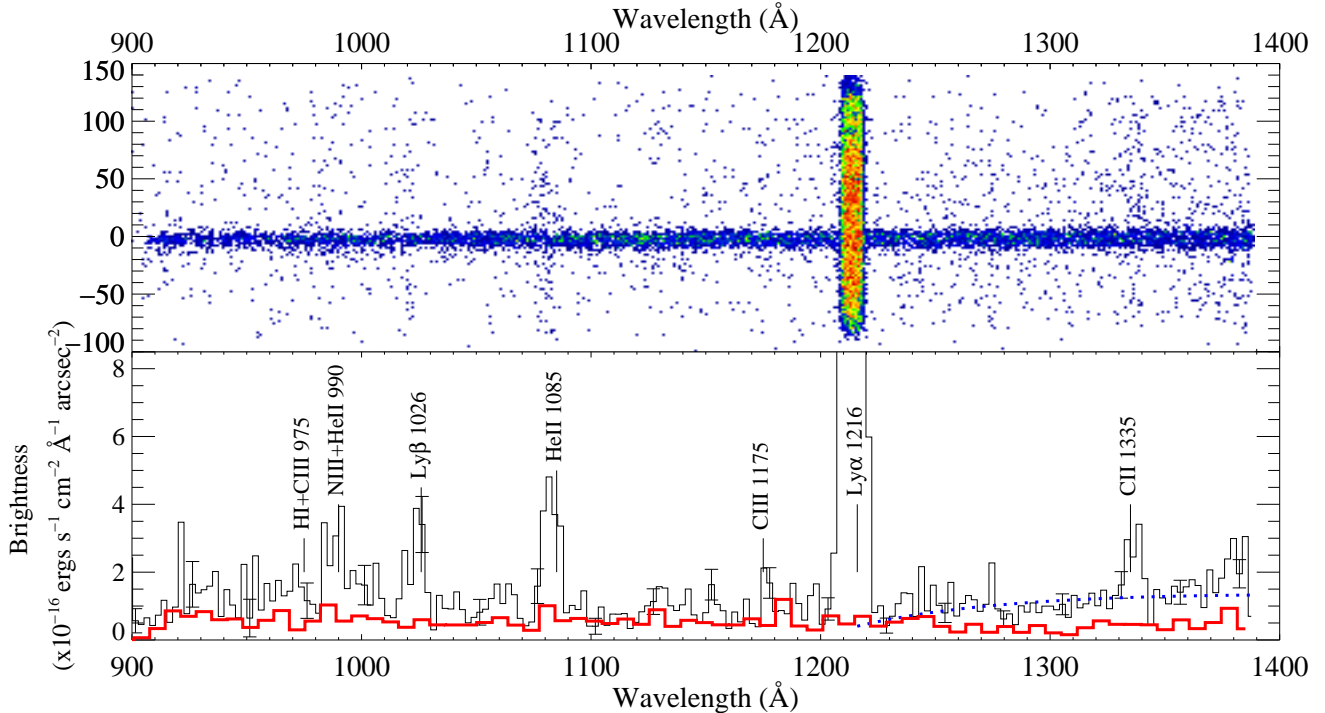 Wavelength (Å)
900 1000 1100 1200 1300 1400
150
100
50
0
−50
−100
8
6
4
2
0
Brightness
(x10−16 ergs s−1 cm−2 Å−1 arcsec−2)
HI+CIII 975
NIII+HeII 990
Lyβ 1026
HeII 1085
CIII 1175
Lyα 1216
CII 1335
900 1000 1100 1200 1300 1400
Wavelength (Å)